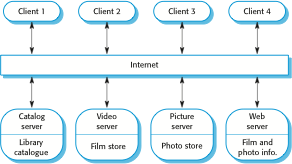 Client 1
Client 2
Client 3
Client 4
Internet
Catalog
server
Library
catalogue
Video
server
Film store
Picture
server
Photo store
Web
server
Film and
photo info.